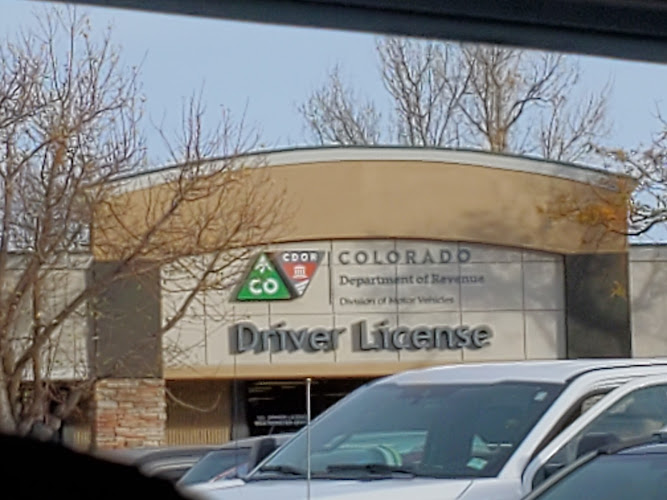 CO
CDOR
COLORADO
Department of Revenue
Division of Motor Vehicles
Driver License